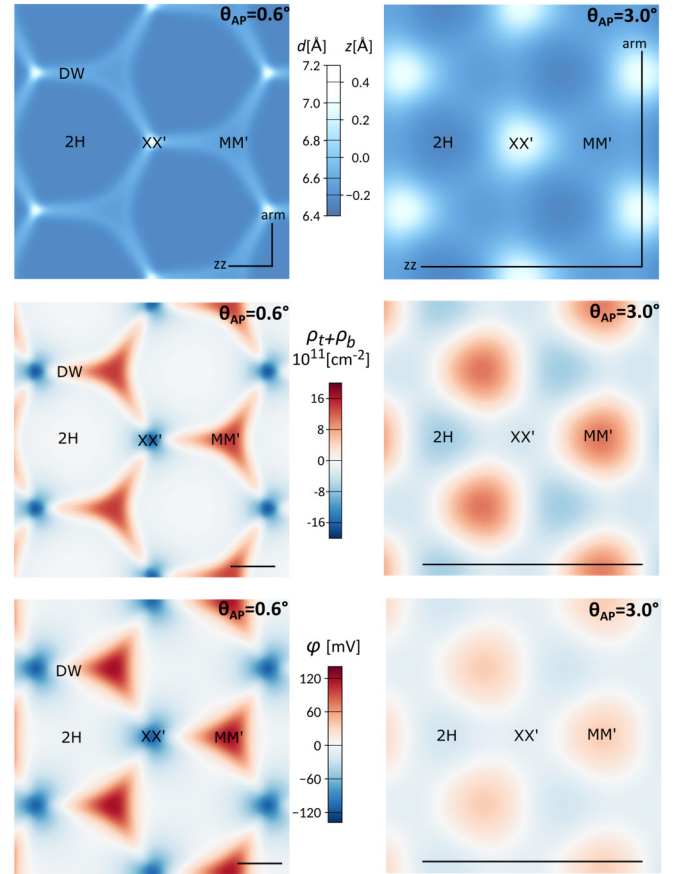 θAP=0.6° θAP=3.0°
d[Å] z[Å]
DW arm
7.2
7.0 0.4
6.8 0.2
6.6 0.0
6.4 −0.2
2H XX' MM' 2H XX' MM'
arm
zz zz
θAP=0.6° θAP=3.0°
ρt+ρb
10¹¹[cm⁻²]
DW
16
8
0
-8
-16
2H XX' MM' 2H XX' MM'
θAP=0.6° θAP=3.0°
φ [mV]
DW
120
60
0
−60
−120
2H XX' MM' 2H XX' MM'